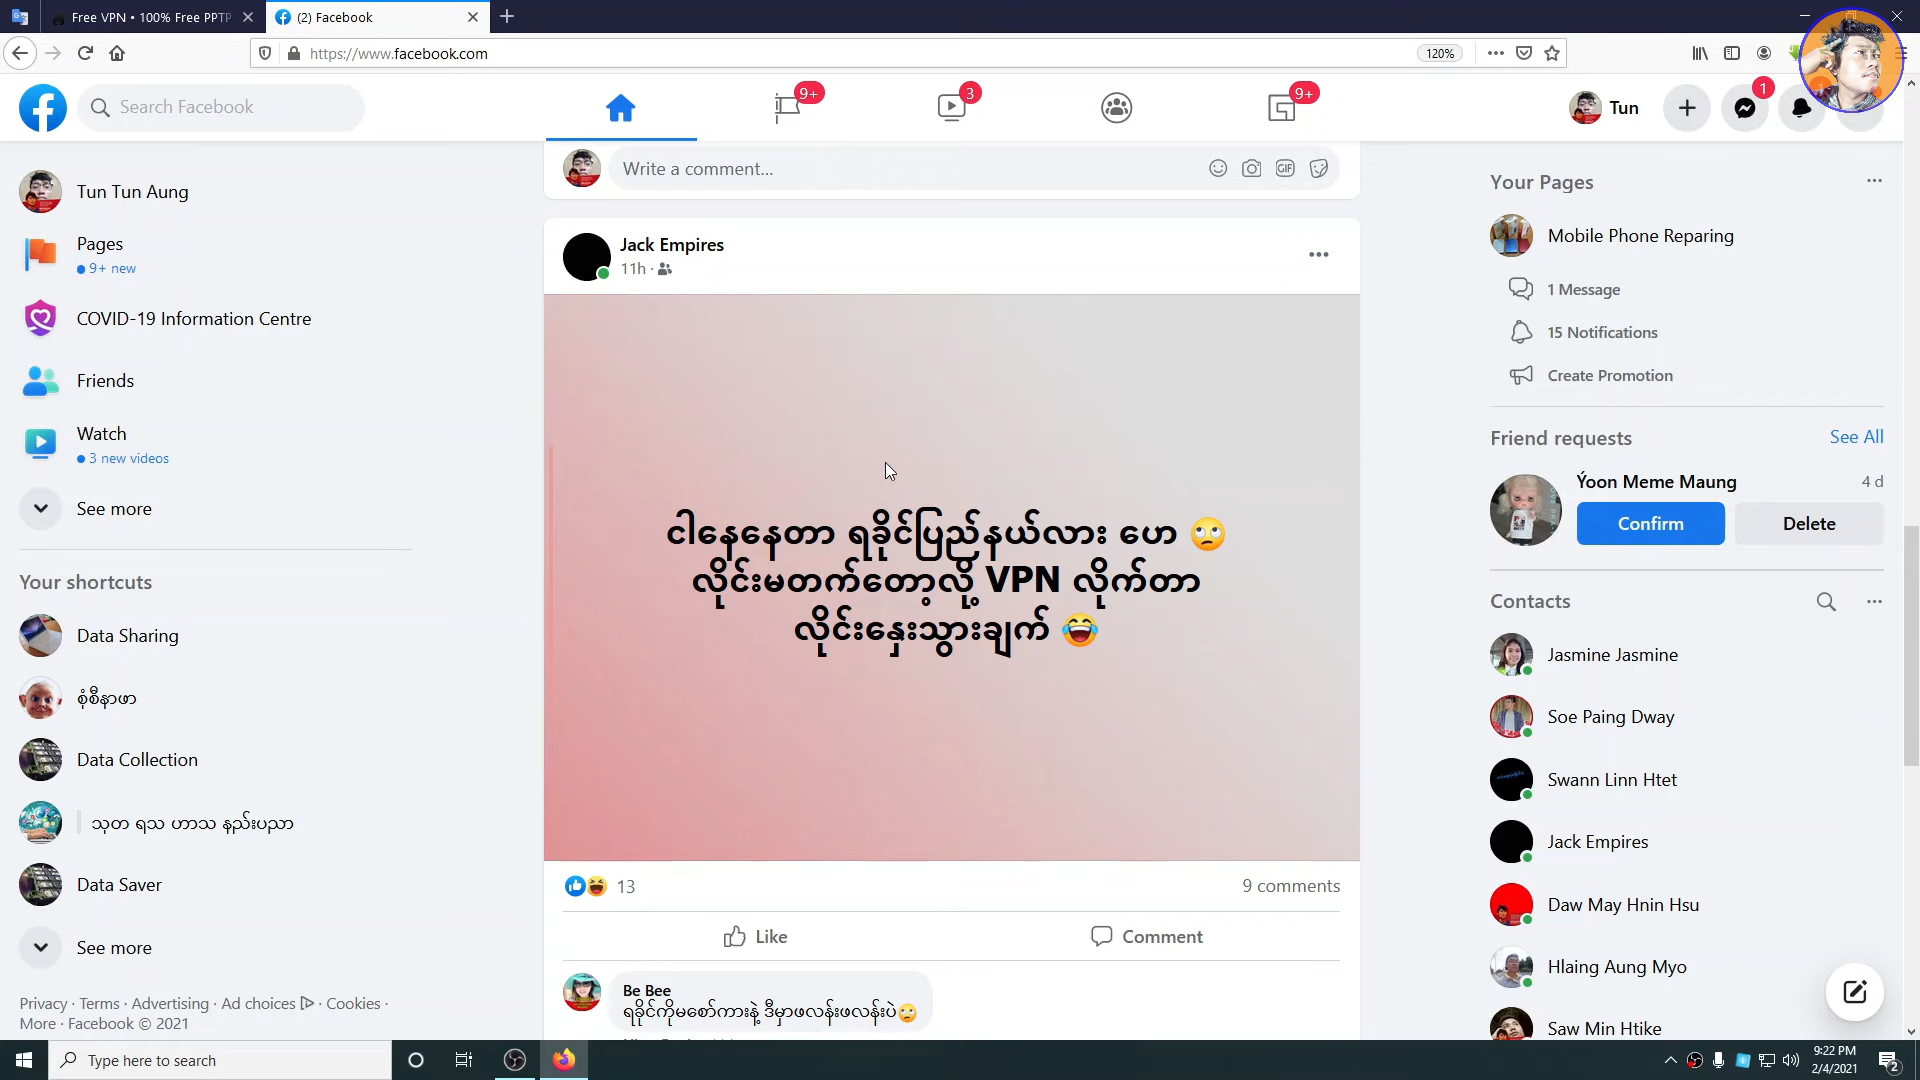 Free VPN • 100% Free PPTP
(2) Facebook
https://www.facebook.com
120%
Search Facebook
9+
3
9+
Tun
1
Tun Tun Aung
Pages
9+ new
COVID-19 Information Centre
Friends
Watch
3 new videos
See more
Your shortcuts
Data Sharing
စုံစီနာဖာ
Data Collection
သုတ ရသ ဟာသ နည်းပညာ
Data Saver
See more
Privacy · Terms · Advertising · Ad choices · Cookies ·
More · Facebook © 2021
Write a comment...
GIF
Jack Empires
11h ·
ငါနေနေတာ ရခိုင်ပြည်နယ်လား ဟေ 🙄
လိုင်းမတက်တော့လို့ VPN လိုက်တာ
လိုင်းနှေးသွားချက် 😂
13
9 comments
Like
Comment
Be Bee
ရခိုင်ကိုမစော်ကားနဲ့ ဒီမှာဖလန်းဖလန်းပဲ🙄
Your Pages
Mobile Phone Reparing
1 Message
15 Notifications
Create Promotion
Friend requests
See All
Ýoon Meme Maung
4 d
Confirm
Delete
Contacts
Jasmine Jasmine
Soe Paing Dway
Swann Linn Htet
Jack Empires
Daw May Hnin Hsu
Hlaing Aung Myo
Saw Min Htike
Type here to search
9:22 PM
2/4/2021
2